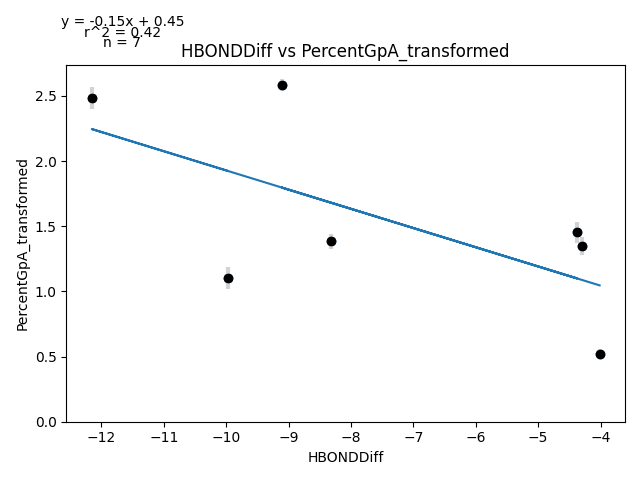 y = -0.15x + 0.45
r^2 = 0.42
n = 7
HBONDDiff vs PercentGpA_transformed
PercentGpA_transformed
2.5
2.0
1.5
1.0
0.5
0.0
−12
−11
−10
−9
−8
−7
−6
−5
−4
HBONDDiff